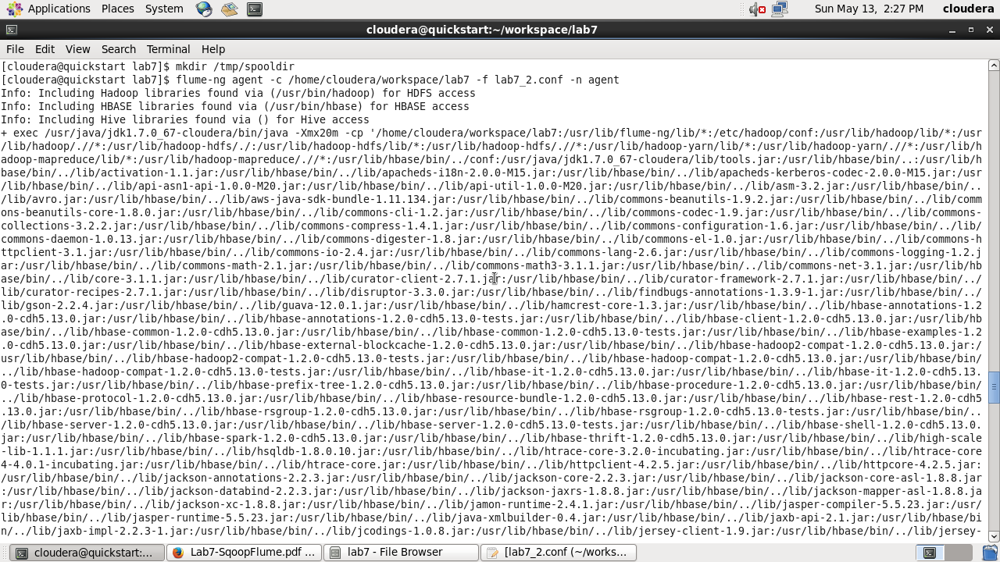 Applications Places System Sun May 13, 2:27 PM cloudera
cloudera@quickstart:~/workspace/lab7
File Edit View Search Terminal Help
[cloudera@quickstart lab7]$ mkdir /tmp/spooldir
[cloudera@quickstart lab7]$ flume-ng agent -c /home/cloudera/workspace/lab7 -f lab7_2.conf -n agent
Info: Including Hadoop libraries found via (/usr/bin/hadoop) for HDFS access
Info: Including HBASE libraries found via (/usr/bin/hbase) for HBASE access
Info: Including Hive libraries found via () for Hive access
+ exec /usr/java/jdk1.7.0_67-cloudera/bin/java -Xmx20m -cp '/home/cloudera/workspace/lab7:/usr/lib/flume-ng/lib/*:/etc/hadoop/conf:/usr/lib/hadoop/lib/*:/usr
/lib/hadoop/.//*:/usr/lib/hadoop-hdfs/./:/usr/lib/hadoop-hdfs/lib/*:/usr/lib/hadoop-hdfs/.//*:/usr/lib/hadoop-yarn/lib/*:/usr/lib/hadoop-yarn/.//*:/usr/lib/h
adoop-mapreduce/lib/*:/usr/lib/hadoop-mapreduce/.//*:/usr/lib/hbase/bin/../conf:/usr/java/jdk1.7.0_67-cloudera/lib/tools.jar:/usr/lib/hbase/bin/..:/usr/lib/h
base/bin/../lib/activation-1.1.jar:/usr/lib/hbase/bin/../lib/apacheds-i18n-2.0.0-M15.jar:/usr/lib/hbase/bin/../lib/apacheds-kerberos-codec-2.0.0-M15.jar:/usr
/lib/hbase/bin/../lib/api-asn1-api-1.0.0-M20.jar:/usr/lib/hbase/bin/../lib/api-util-1.0.0-M20.jar:/usr/lib/hbase/bin/../lib/asm-3.2.jar:/usr/lib/hbase/bin/..
/lib/avro.jar:/usr/lib/hbase/bin/../lib/aws-java-sdk-bundle-1.11.134.jar:/usr/lib/hbase/bin/../lib/commons-beanutils-1.9.2.jar:/usr/lib/hbase/bin/../lib/comm
ons-beanutils-core-1.8.0.jar:/usr/lib/hbase/bin/../lib/commons-cli-1.2.jar:/usr/lib/hbase/bin/../lib/commons-codec-1.9.jar:/usr/lib/hbase/bin/../lib/commons-
collections-3.2.2.jar:/usr/lib/hbase/bin/../lib/commons-compress-1.4.1.jar:/usr/lib/hbase/bin/../lib/commons-configuration-1.6.jar:/usr/lib/hbase/bin/../lib/
commons-daemon-1.0.13.jar:/usr/lib/hbase/bin/../lib/commons-digester-1.8.jar:/usr/lib/hbase/bin/../lib/commons-el-1.0.jar:/usr/lib/hbase/bin/../lib/commons-h
ttpclient-3.1.jar:/usr/lib/hbase/bin/../lib/commons-io-2.4.jar:/usr/lib/hbase/bin/../lib/commons-lang-2.6.jar:/usr/lib/hbase/bin/../lib/commons-logging-1.2.j
ar:/usr/lib/hbase/bin/../lib/commons-math-2.1.jar:/usr/lib/hbase/bin/../lib/commons-math3-3.1.1.jar:/usr/lib/hbase/bin/../lib/commons-net-3.1.jar:/usr/lib/hb
ase/bin/../lib/core-3.1.1.jar:/usr/lib/hbase/bin/../lib/curator-client-2.7.1.jar:/usr/lib/hbase/bin/../lib/curator-framework-2.7.1.jar:/usr/lib/hbase/bin/../
lib/curator-recipes-2.7.1.jar:/usr/lib/hbase/bin/../lib/disruptor-3.3.0.jar:/usr/lib/hbase/bin/../lib/findbugs-annotations-1.3.9-1.jar:/usr/lib/hbase/bin/../
lib/gson-2.2.4.jar:/usr/lib/hbase/bin/../lib/guava-12.0.1.jar:/usr/lib/hbase/bin/../lib/hamcrest-core-1.3.jar:/usr/lib/hbase/bin/../lib/hbase-annotations-1.2
.0-cdh5.13.0.jar:/usr/lib/hbase/bin/../lib/hbase-annotations-1.2.0-cdh5.13.0-tests.jar:/usr/lib/hbase/bin/../lib/hbase-client-1.2.0-cdh5.13.0.jar:/usr/lib/hb
ase/bin/../lib/hbase-common-1.2.0-cdh5.13.0.jar:/usr/lib/hbase/bin/../lib/hbase-common-1.2.0-cdh5.13.0-tests.jar:/usr/lib/hbase/bin/../lib/hbase-examples-1.2
.0-cdh5.13.0.jar:/usr/lib/hbase/bin/../lib/hbase-external-blockcache-1.2.0-cdh5.13.0.jar:/usr/lib/hbase/bin/../lib/hbase-hadoop2-compat-1.2.0-cdh5.13.0.jar:/
usr/lib/hbase/bin/../lib/hbase-hadoop2-compat-1.2.0-cdh5.13.0-tests.jar:/usr/lib/hbase/bin/../lib/hbase-hadoop-compat-1.2.0-cdh5.13.0.jar:/usr/lib/hbase/bin/
../lib/hbase-hadoop-compat-1.2.0-cdh5.13.0-tests.jar:/usr/lib/hbase/bin/../lib/hbase-it-1.2.0-cdh5.13.0.jar:/usr/lib/hbase/bin/../lib/hbase-it-1.2.0-cdh5.13.
0-tests.jar:/usr/lib/hbase/bin/../lib/hbase-prefix-tree-1.2.0-cdh5.13.0.jar:/usr/lib/hbase/bin/../lib/hbase-procedure-1.2.0-cdh5.13.0.jar:/usr/lib/hbase/bin/
../lib/hbase-protocol-1.2.0-cdh5.13.0.jar:/usr/lib/hbase/bin/../lib/hbase-resource-bundle-1.2.0-cdh5.13.0.jar:/usr/lib/hbase/bin/../lib/hbase-rest-1.2.0-cdh5
.13.0.jar:/usr/lib/hbase/bin/../lib/hbase-rsgroup-1.2.0-cdh5.13.0.jar:/usr/lib/hbase/bin/../lib/hbase-rsgroup-1.2.0-cdh5.13.0-tests.jar:/usr/lib/hbase/bin/..
/lib/hbase-server-1.2.0-cdh5.13.0.jar:/usr/lib/hbase/bin/../lib/hbase-server-1.2.0-cdh5.13.0-tests.jar:/usr/lib/hbase/bin/../lib/hbase-shell-1.2.0-cdh5.13.0.
jar:/usr/lib/hbase/bin/../lib/hbase-spark-1.2.0-cdh5.13.0.jar:/usr/lib/hbase/bin/../lib/hbase-thrift-1.2.0-cdh5.13.0.jar:/usr/lib/hbase/bin/../lib/high-scale
-lib-1.1.1.jar:/usr/lib/hbase/bin/../lib/hsqldb-1.8.0.10.jar:/usr/lib/hbase/bin/../lib/htrace-core-3.2.0-incubating.jar:/usr/lib/hbase/bin/../lib/htrace-core
4-4.0.1-incubating.jar:/usr/lib/hbase/bin/../lib/htrace-core.jar:/usr/lib/hbase/bin/../lib/httpclient-4.2.5.jar:/usr/lib/hbase/bin/../lib/httpcore-4.2.5.jar:
/usr/lib/hbase/bin/../lib/jackson-annotations-2.2.3.jar:/usr/lib/hbase/bin/../lib/jackson-core-2.2.3.jar:/usr/lib/hbase/bin/../lib/jackson-core-asl-1.8.8.jar
:/usr/lib/hbase/bin/../lib/jackson-databind-2.2.3.jar:/usr/lib/hbase/bin/../lib/jackson-jaxrs-1.8.8.jar:/usr/lib/hbase/bin/../lib/jackson-mapper-asl-1.8.8.ja
r:/usr/lib/hbase/bin/../lib/jackson-xc-1.8.8.jar:/usr/lib/hbase/bin/../lib/jamon-runtime-2.4.1.jar:/usr/lib/hbase/bin/../lib/jasper-compiler-5.5.23.jar:/usr/
lib/hbase/bin/../lib/jasper-runtime-5.5.23.jar:/usr/lib/hbase/bin/../lib/java-xmlbuilder-0.4.jar:/usr/lib/hbase/bin/../lib/jaxb-api-2.1.jar:/usr/lib/hbase/bi
n/../lib/jaxb-impl-2.2.3-1.jar:/usr/lib/hbase/bin/../lib/jcodings-1.0.8.jar:/usr/lib/hbase/bin/../lib/jersey-client-1.9.jar:/usr/lib/hbase/bin/../lib/jersey-
cloudera@quickstart:... Lab7-SqoopFlume.pdf ... lab7 - File Browser [lab7_2.conf (~/works...